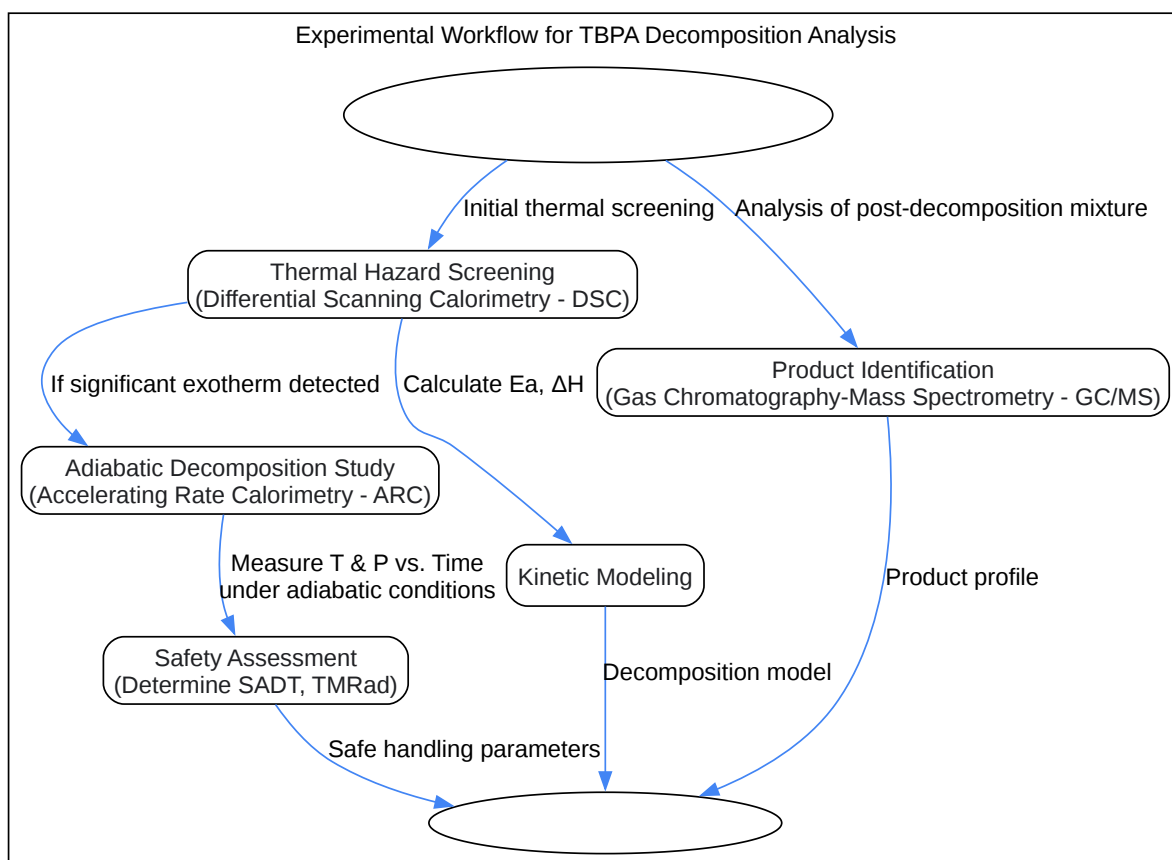 Experimental Workflow for TBPA Decomposition Analysis
Initial thermal screening
Analysis of post-decomposition mixture
Thermal Hazard Screening
(Differential Scanning Calorimetry - DSC)
If significant exotherm detected
Calculate Ea, ΔH
Product Identification
(Gas Chromatography-Mass Spectrometry - GC/MS)
Adiabatic Decomposition Study
(Accelerating Rate Calorimetry - ARC)
Measure T & P vs. Time
under adiabatic conditions
Kinetic Modeling
Product profile
Safety Assessment
(Determine SADT, TMRad)
Decomposition model
Safe handling parameters